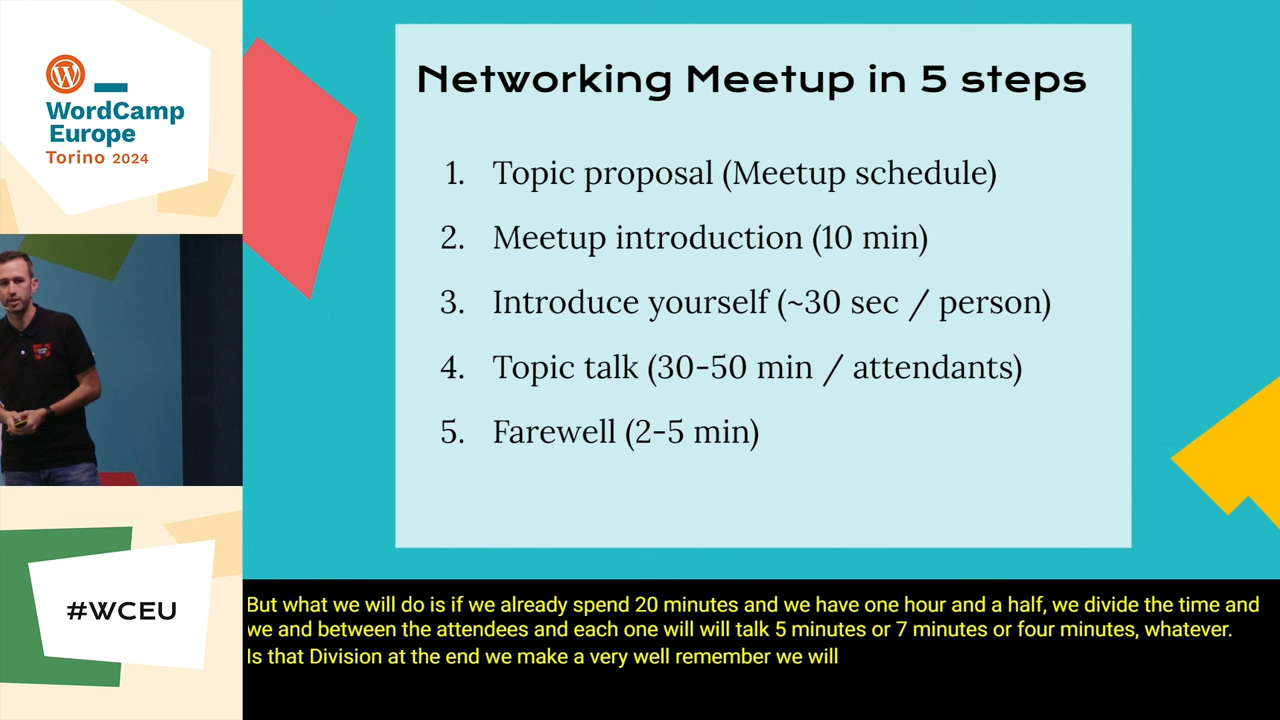 WordCamp
Europe
Torino 2024
Networking Meetup in 5 steps
1. Topic proposal (Meetup schedule)
2. Meetup introduction (10 min)
3. Introduce yourself (~30 sec / person)
4. Topic talk (30-50 min / attendants)
5. Farewell (2-5 min)
#WCEU
But what we will do is if we already spend 20 minutes and we have one hour and a half, we divide the time and
we and between the attendees and each one will will talk 5 minutes or 7 minutes or four minutes, whatever.
Is that Division at the end we make a very well remember we will